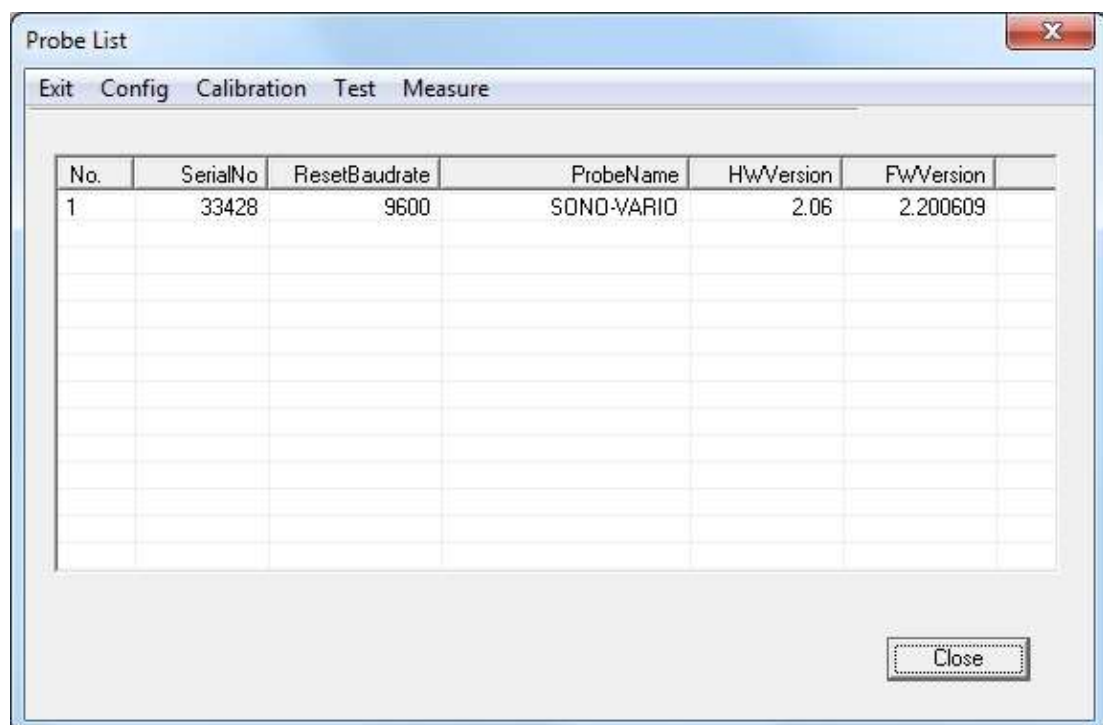 Probe List
Exit Config Calibration Test Measure
No. SerialNo ResetBaudrate ProbeName HWVersion FWVersion
1 33428 9600 SONO-VARIO 2.06 2.200609
Close